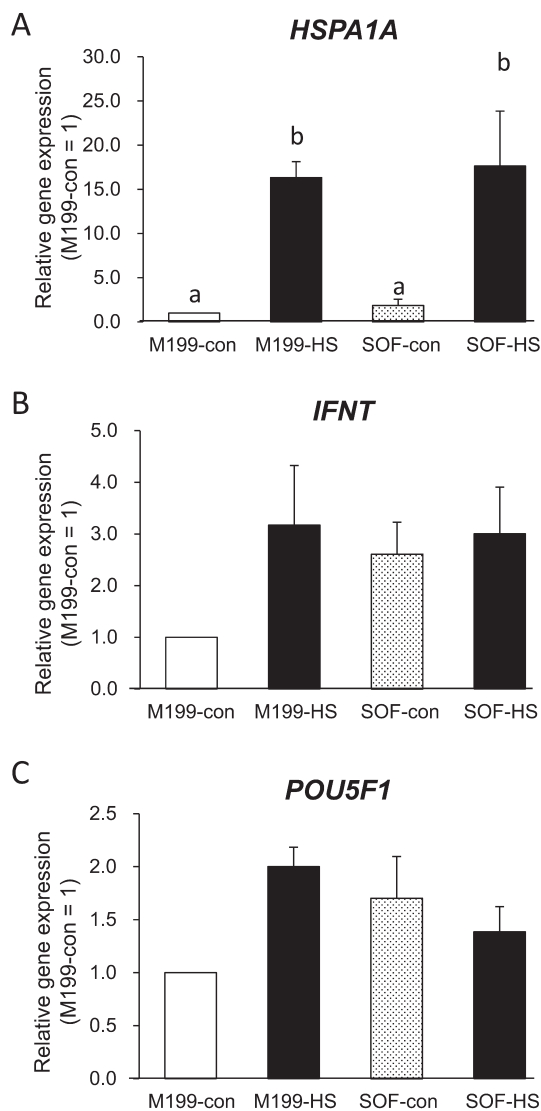 A
HSPA1A
Relative gene expression
(M199-con = 1)
30.0
25.0
20.0
15.0
10.0
5.0
0.0
a
b
a
b
M199-con M199-HS SOF-con SOF-HS
B
IFNT
Relative gene expression
(M199-con = 1)
5.0
4.0
3.0
2.0
1.0
0.0
M199-con M199-HS SOF-con SOF-HS
C
POU5F1
Relative gene expression
(M199-con = 1)
2.5
2.0
1.5
1.0
0.5
0.0
M199-con M199-HS SOF-con SOF-HS